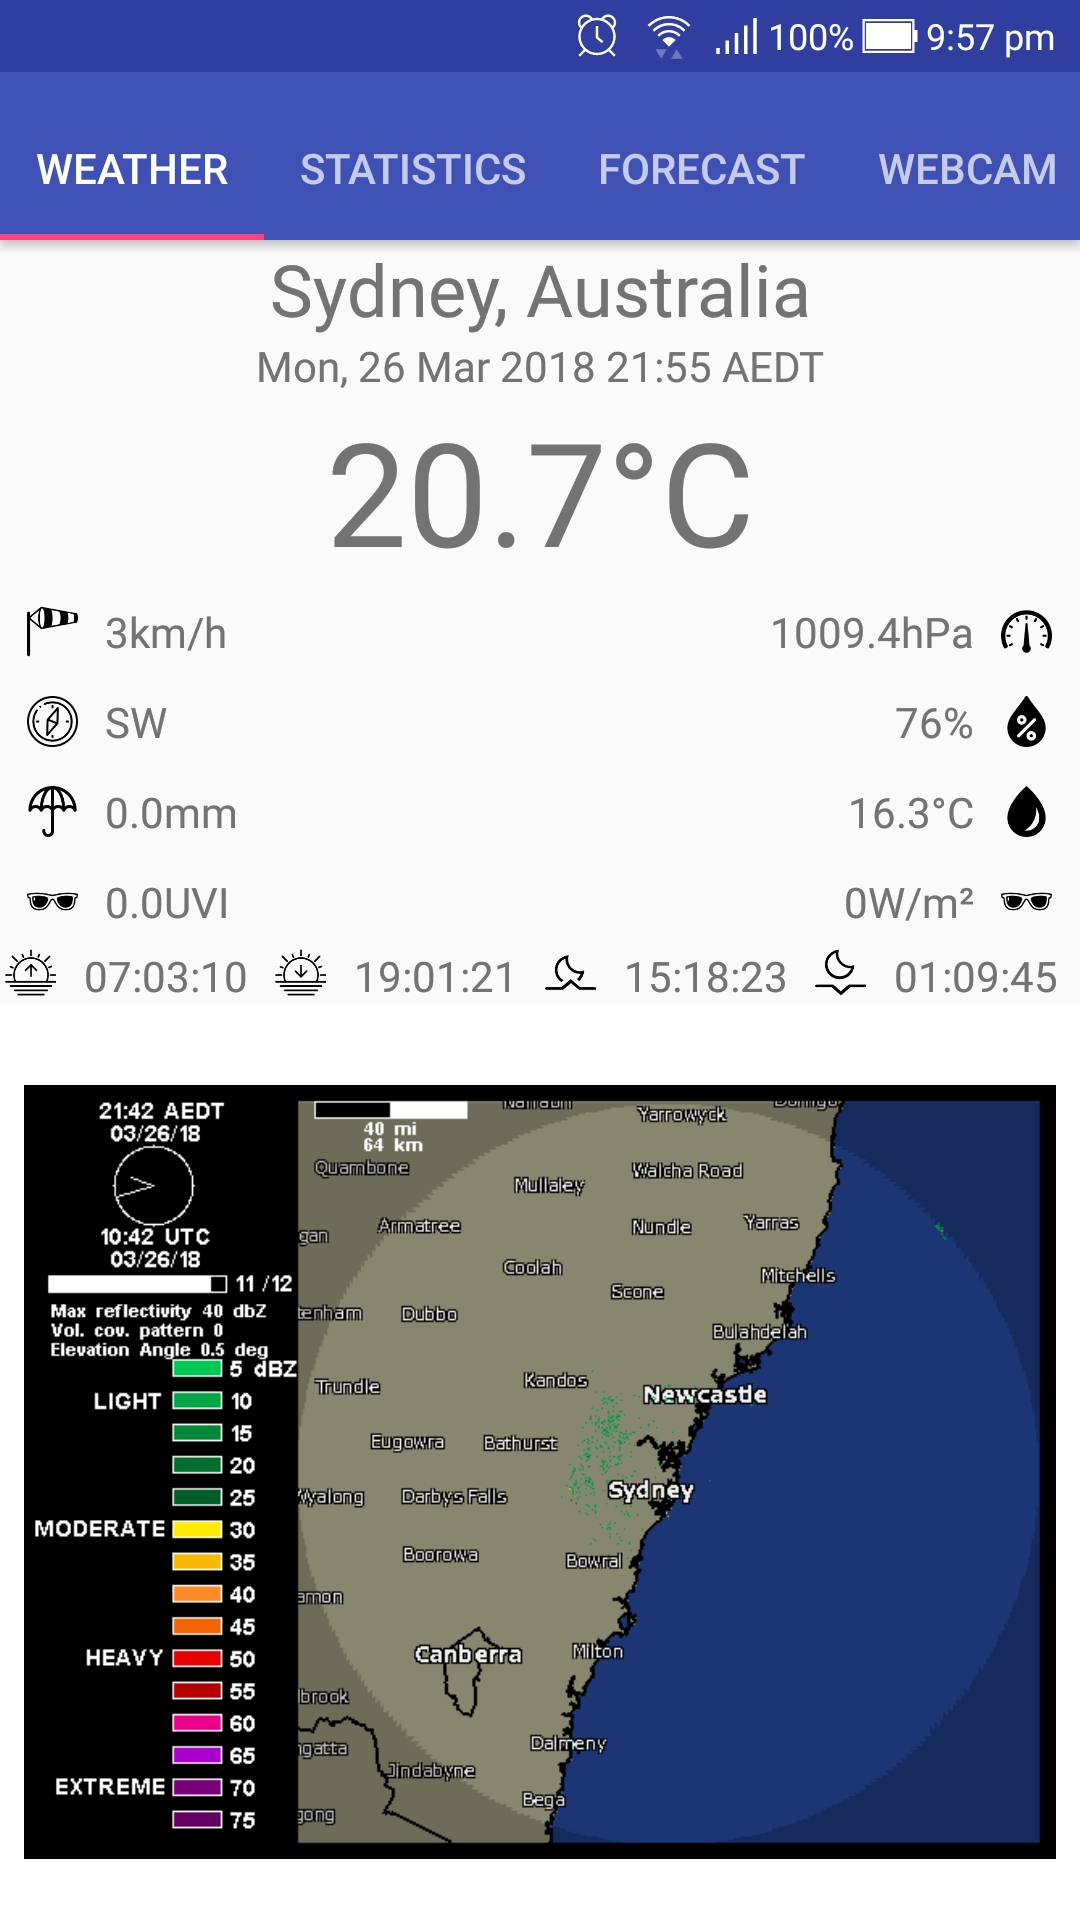 100% 9:57 pm
WEATHER STATISTICS FORECAST WEBCAM
Sydney, Australia
Mon, 26 Mar 2018 21:55 AEDT
20.7°C
3km/h 1009.4hPa
SW 76%
0.0mm 16.3°C
0.0UVI 0W/m²
07:03:10 19:01:21 15:18:23 01:09:45
21:42 AEDT
03/26/18
10:42 UTC
03/26/18
11 /12
Max reflectivity 40 dbZ
Vol. cov. pattern 0
Elevation Angle 0.5 deg
5 dBZ
LIGHT 10
15
20
25
MODERATE 30
35
40
45
HEAVY 50
55
60
65
EXTREME 70
75
40 mi
64 km
Yarrowyck
Quambone
Walcha Road
Mullaley
Armatree
Nundle
Yarras
gan
Coolah
Mitchells
Scone
tenham
Dubbo
Bulahdelah
Trundle
Kandos
Newcastle
Eugowra
Bathurst
Sydney
Wyalong
Darbys Falls
Boorowa
Bowral
amon
Canberra
Milton
lbrook
Dalmeny
ngatta
Jindabyne
Bega
gong